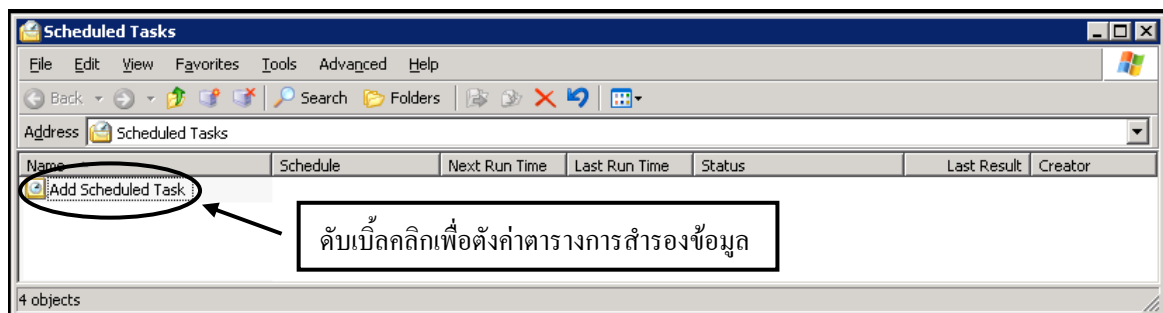 Scheduled Tasks
File Edit View Favorites Tools Advanced Help
Back Search Folders
Address Scheduled Tasks
Name Schedule Next Run Time Last Run Time Status Last Result Creator
Add Scheduled Task
ดับเบิ้ลคลิกเพื่อตั้งค่าตารางการสำรองข้อมูล
4 objects